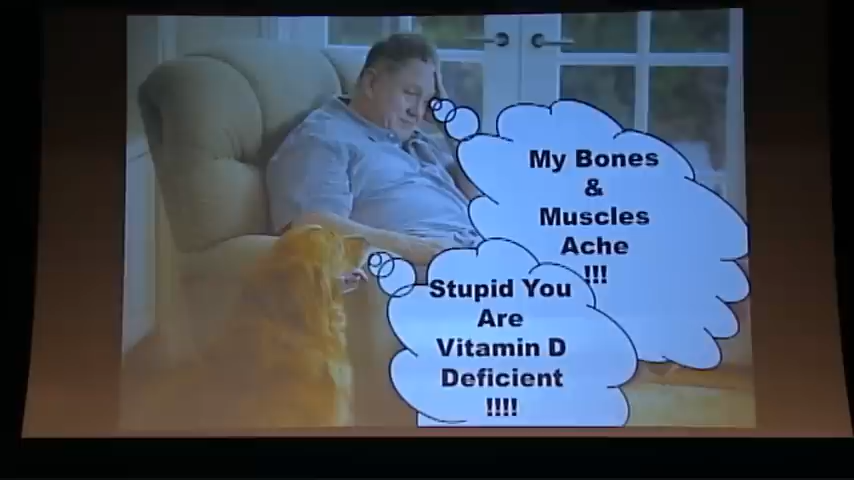 My Bones
&
Muscles
Ache
!!!
Stupid You
Are
Vitamin D
Deficient
!!!!